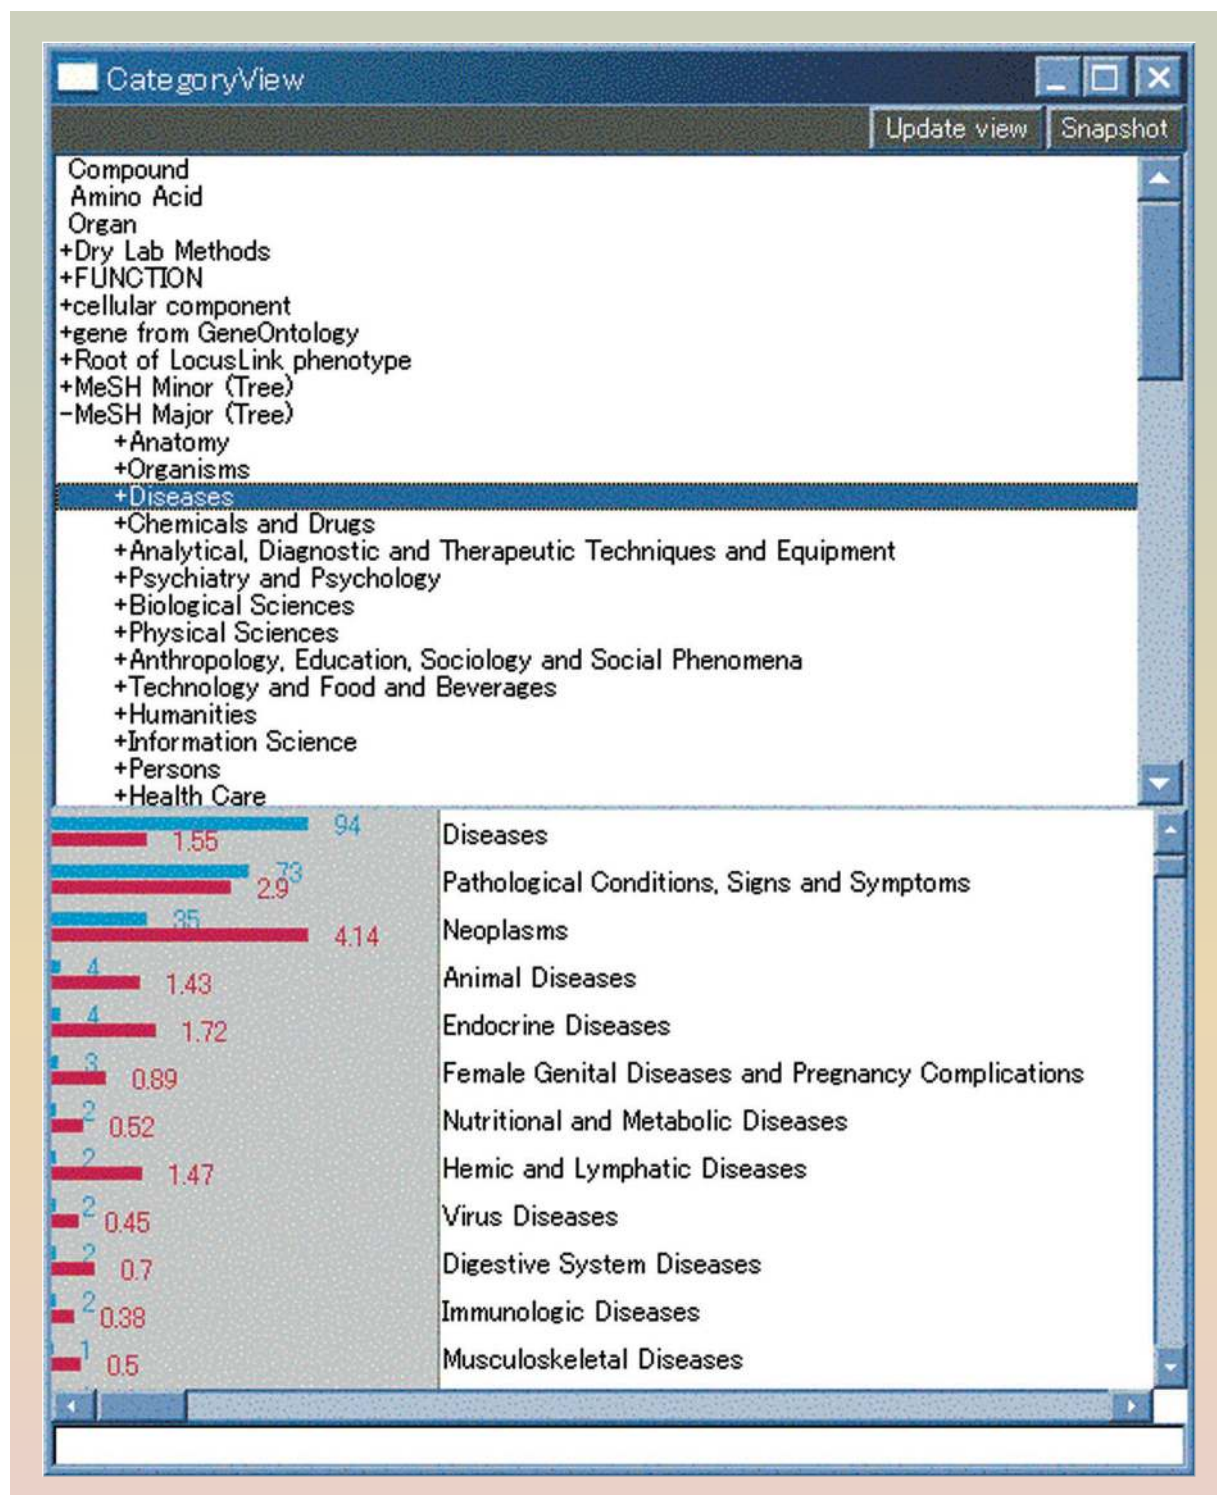 CategoryView
Update view Snapshot
Compound
Amino Acid
Organ
+Dry Lab Methods
+FUNCTION
+cellular component
+gene from GeneOntology
+Root of LocusLink phenotype
+MeSH Minor (Tree)
-MeSH Major (Tree)
+Anatomy
+Organisms
+Diseases
+Chemicals and Drugs
+Analytical, Diagnostic and Therapeutic Techniques and Equipment
+Psychiatry and Psychology
+Biological Sciences
+Physical Sciences
+Anthropology, Education, Sociology and Social Phenomena
+Technology and Food and Beverages
+Humanities
+Information Science
+Persons
+Health Care
94
1.55 Diseases
73
2.9 Pathological Conditions, Signs and Symptoms
35
4.14 Neoplasms
4
1.43 Animal Diseases
4
1.72 Endocrine Diseases
3
0.89 Female Genital Diseases and Pregnancy Complications
2
0.52 Nutritional and Metabolic Diseases
2
1.47 Hemic and Lymphatic Diseases
2
0.45 Virus Diseases
2
0.7 Digestive System Diseases
2
0.38 Immunologic Diseases
1
0.5 Musculoskeletal Diseases